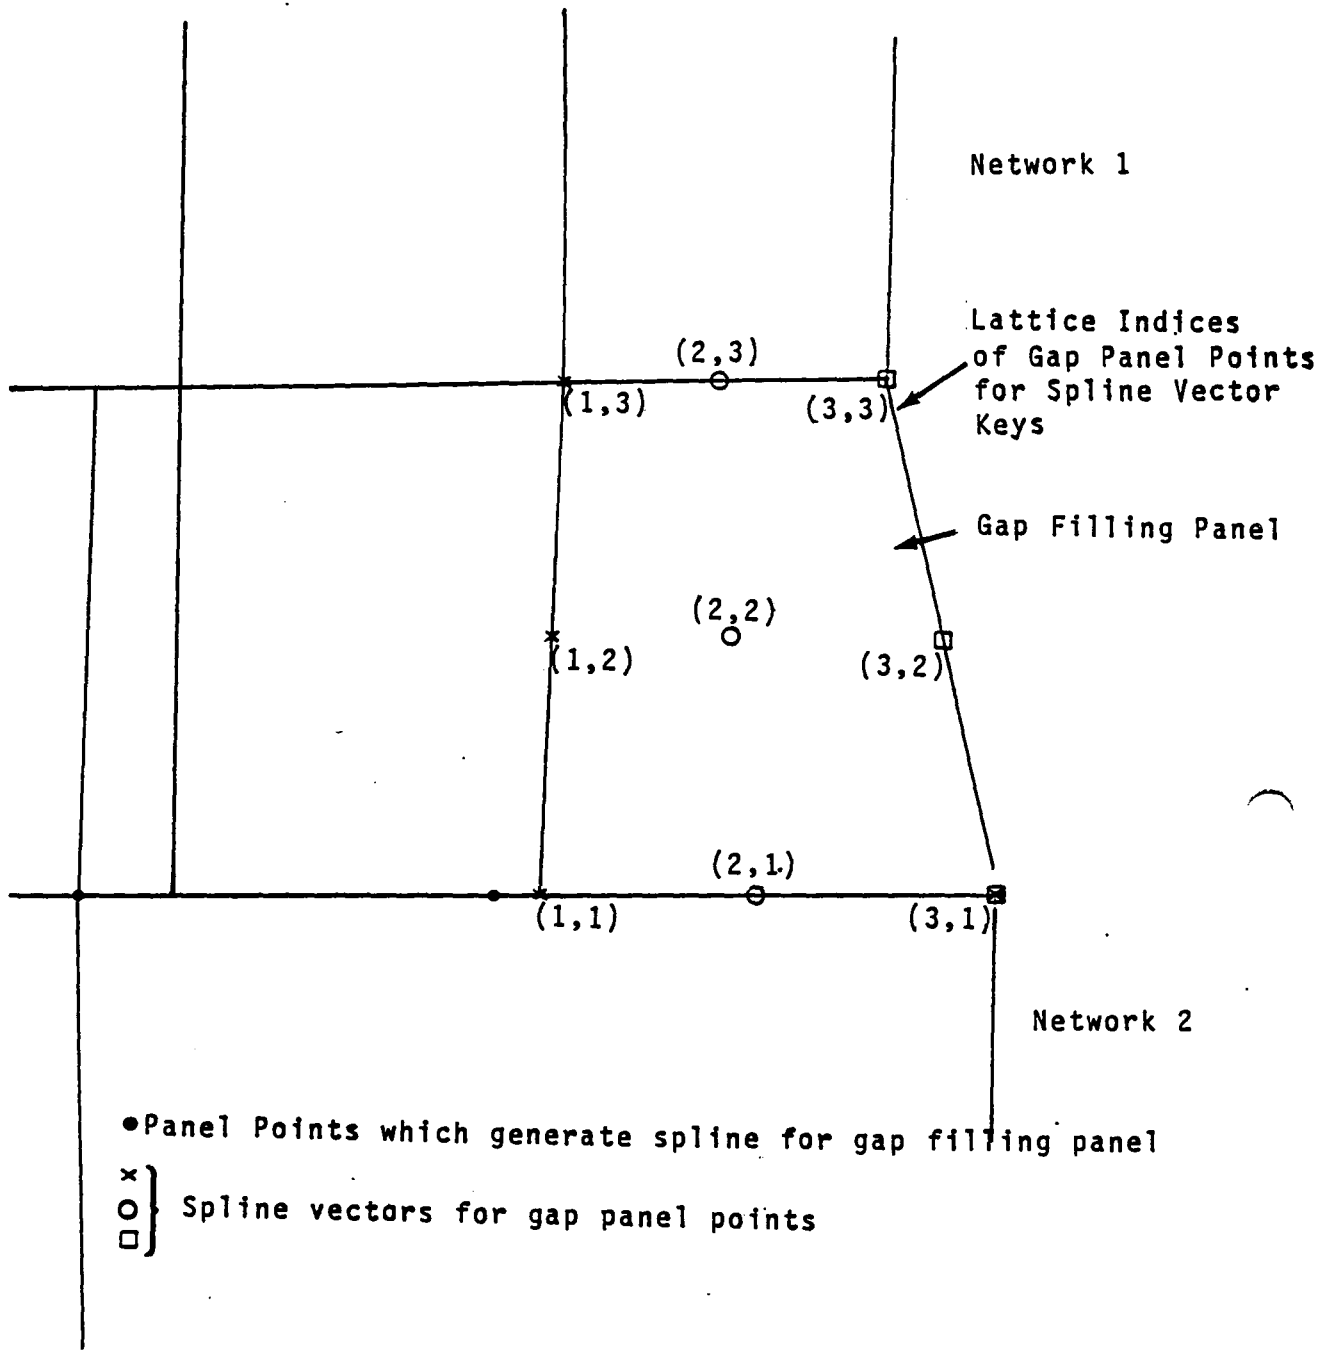 Network 1
Lattice Indices
of Gap Panel Points
for Spline Vector
Keys
(2,3)
(1,3)
(3,3)
Gap Filling Panel
(2,2)
(1,2)
(3,2)
(2,1)
(1,1)
(3,1)
Network 2
Panel Points which generate spline for gap filling panel
Spline vectors for gap panel points